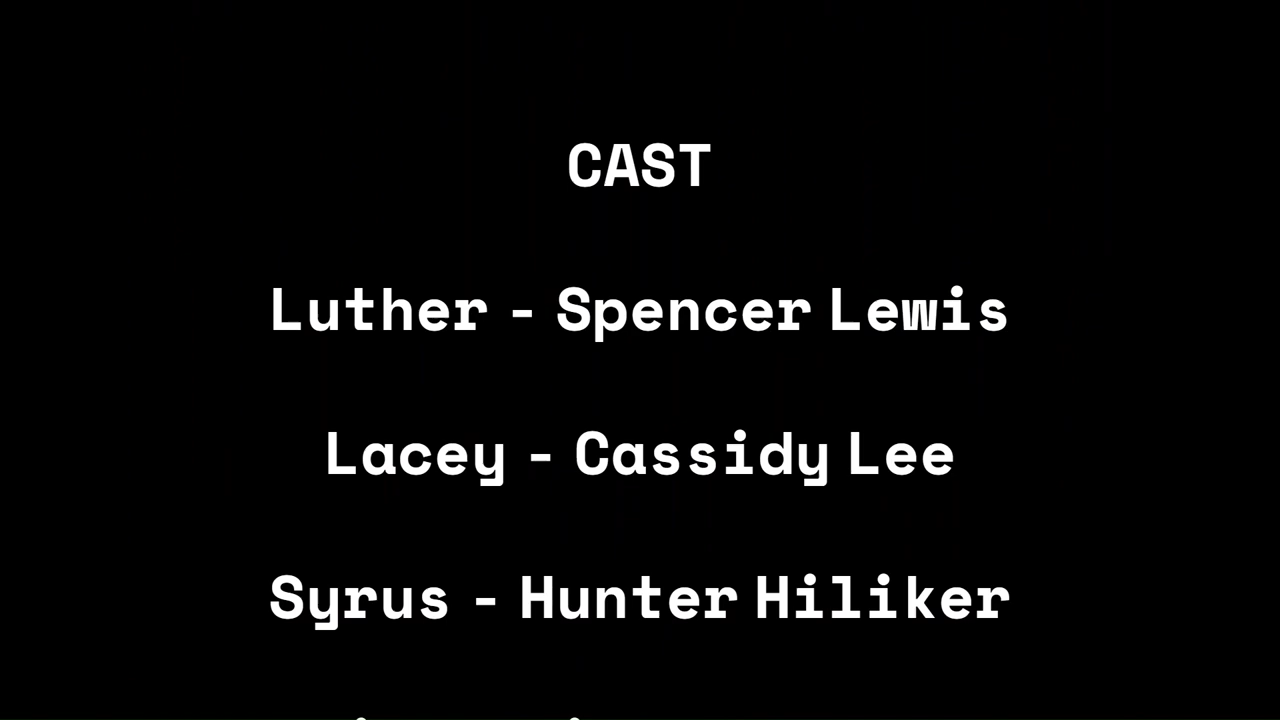 CAST
Luther - Spencer Lewis
Lacey - Cassidy Lee
Syrus - Hunter Hiliker